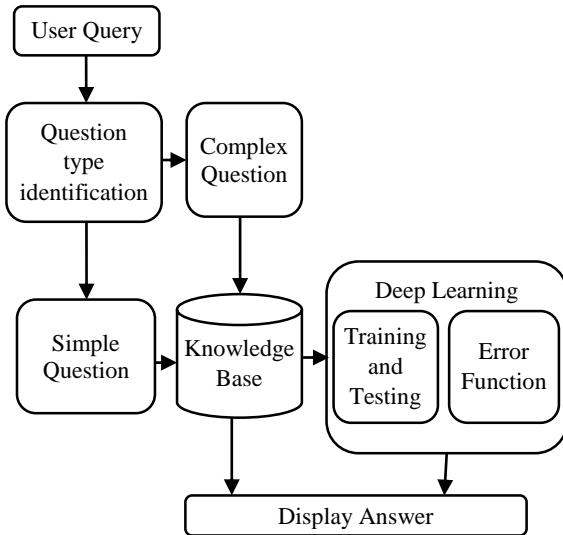 User Query
Question
type
identification
Complex
Question
Simple
Question
Knowledge
Base
Deep Learning
Training
and
Testing
Error
Function
Display Answer